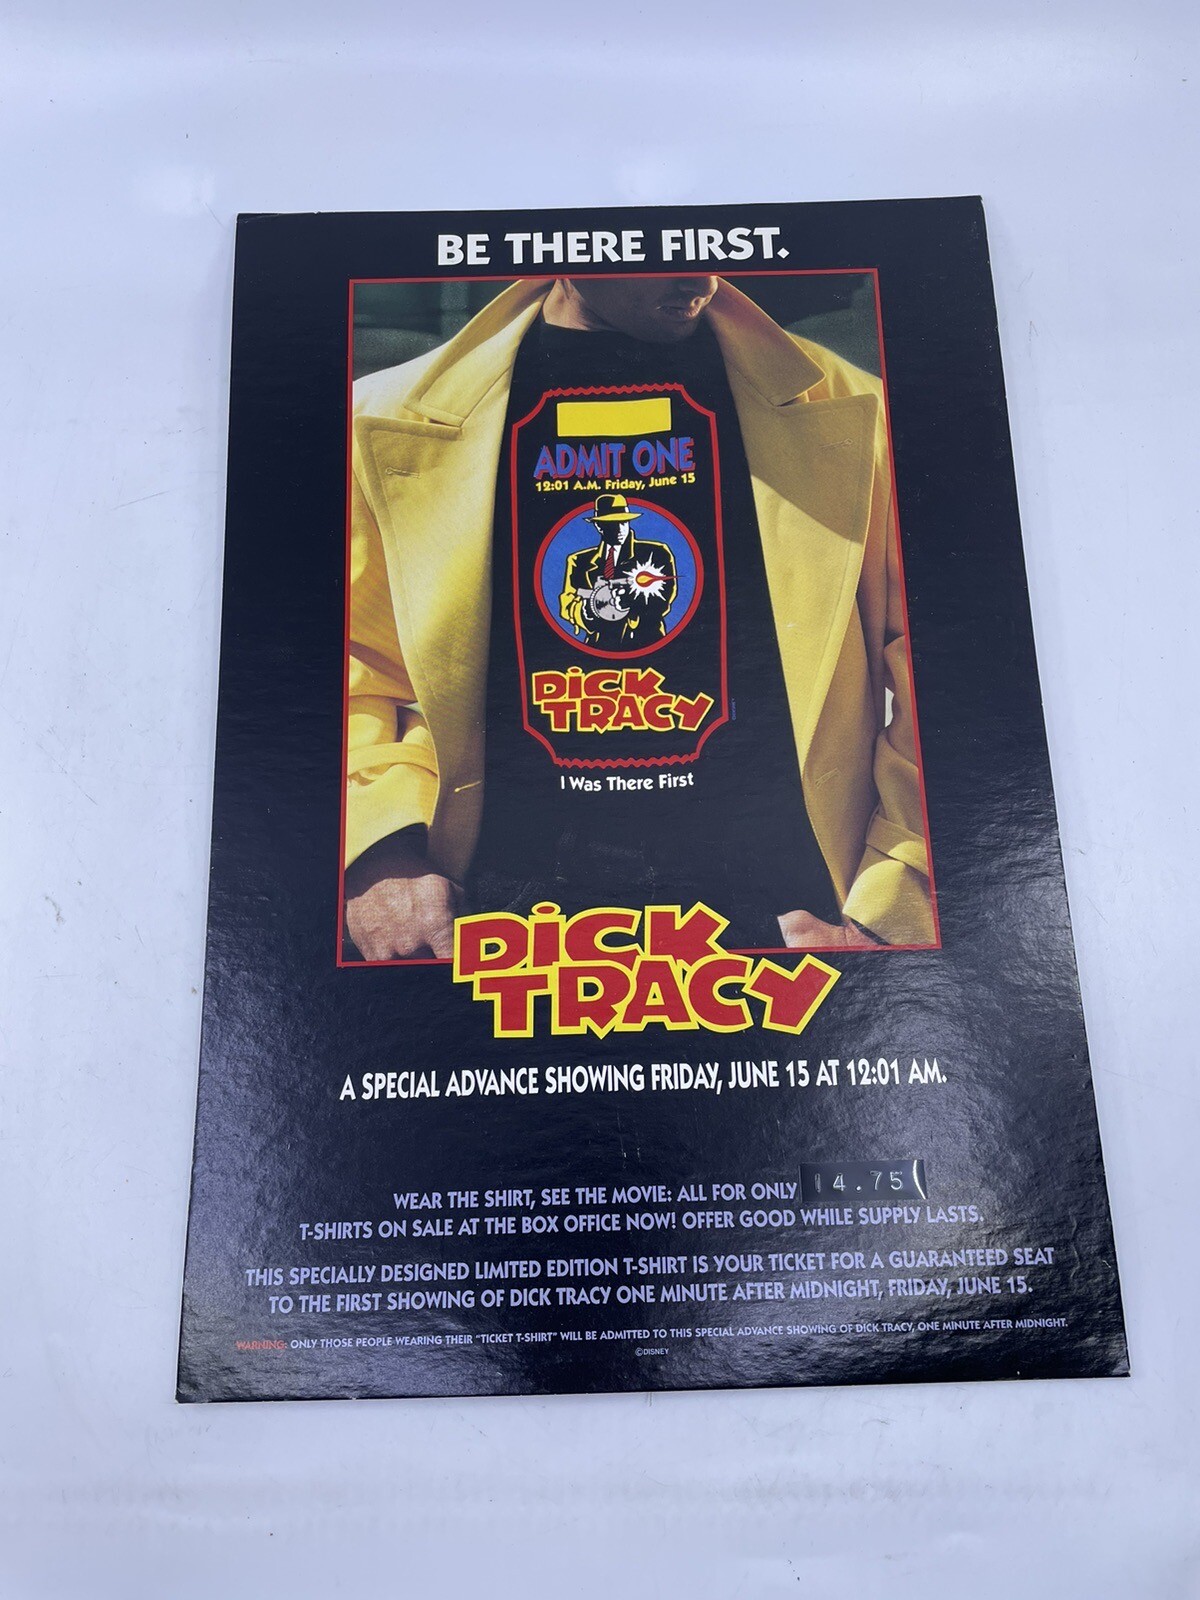 BE THERE FIRST.
ADMIT ONE
12:01 A.M. Friday, June 15
DiCK
TRACY
I Was There First
DiCK
TRACY
A SPECIAL ADVANCE SHOWING FRIDAY, JUNE 15 AT 12:01 AM.
WEAR THE SHIRT, SEE THE MOVIE: ALL FOR ONLY 14.75
T-SHIRTS ON SALE AT THE BOX OFFICE NOW! OFFER GOOD WHILE SUPPLY LASTS.
THIS SPECIALLY DESIGNED LIMITED EDITION T-SHIRT IS YOUR TICKET FOR A GUARANTEED SEAT
TO THE FIRST SHOWING OF DICK TRACY ONE MINUTE AFTER MIDNIGHT, FRIDAY, JUNE 15.
WARNING: ONLY THOSE PEOPLE WEARING THEIR "TICKET T-SHIRT" WILL BE ADMITTED TO THIS SPECIAL ADVANCE SHOWING OF DICK TRACY, ONE MINUTE AFTER MIDNIGHT.
©DISNEY